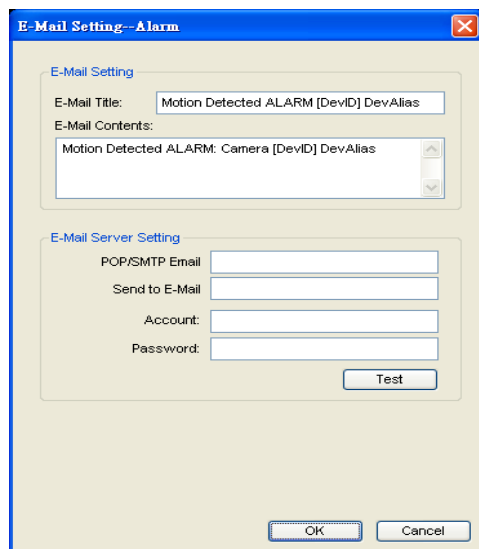 E-Mail Setting--Alarm
E-Mail Setting
E-Mail Title: Motion Detected ALARM [DevID] DevAlias
E-Mail Contents:
Motion Detected ALARM: Camera [DevID] DevAlias
E-Mail Server Setting
POP/SMTP Email
Send to E-Mail
Account:
Password:
Test
OK Cancel